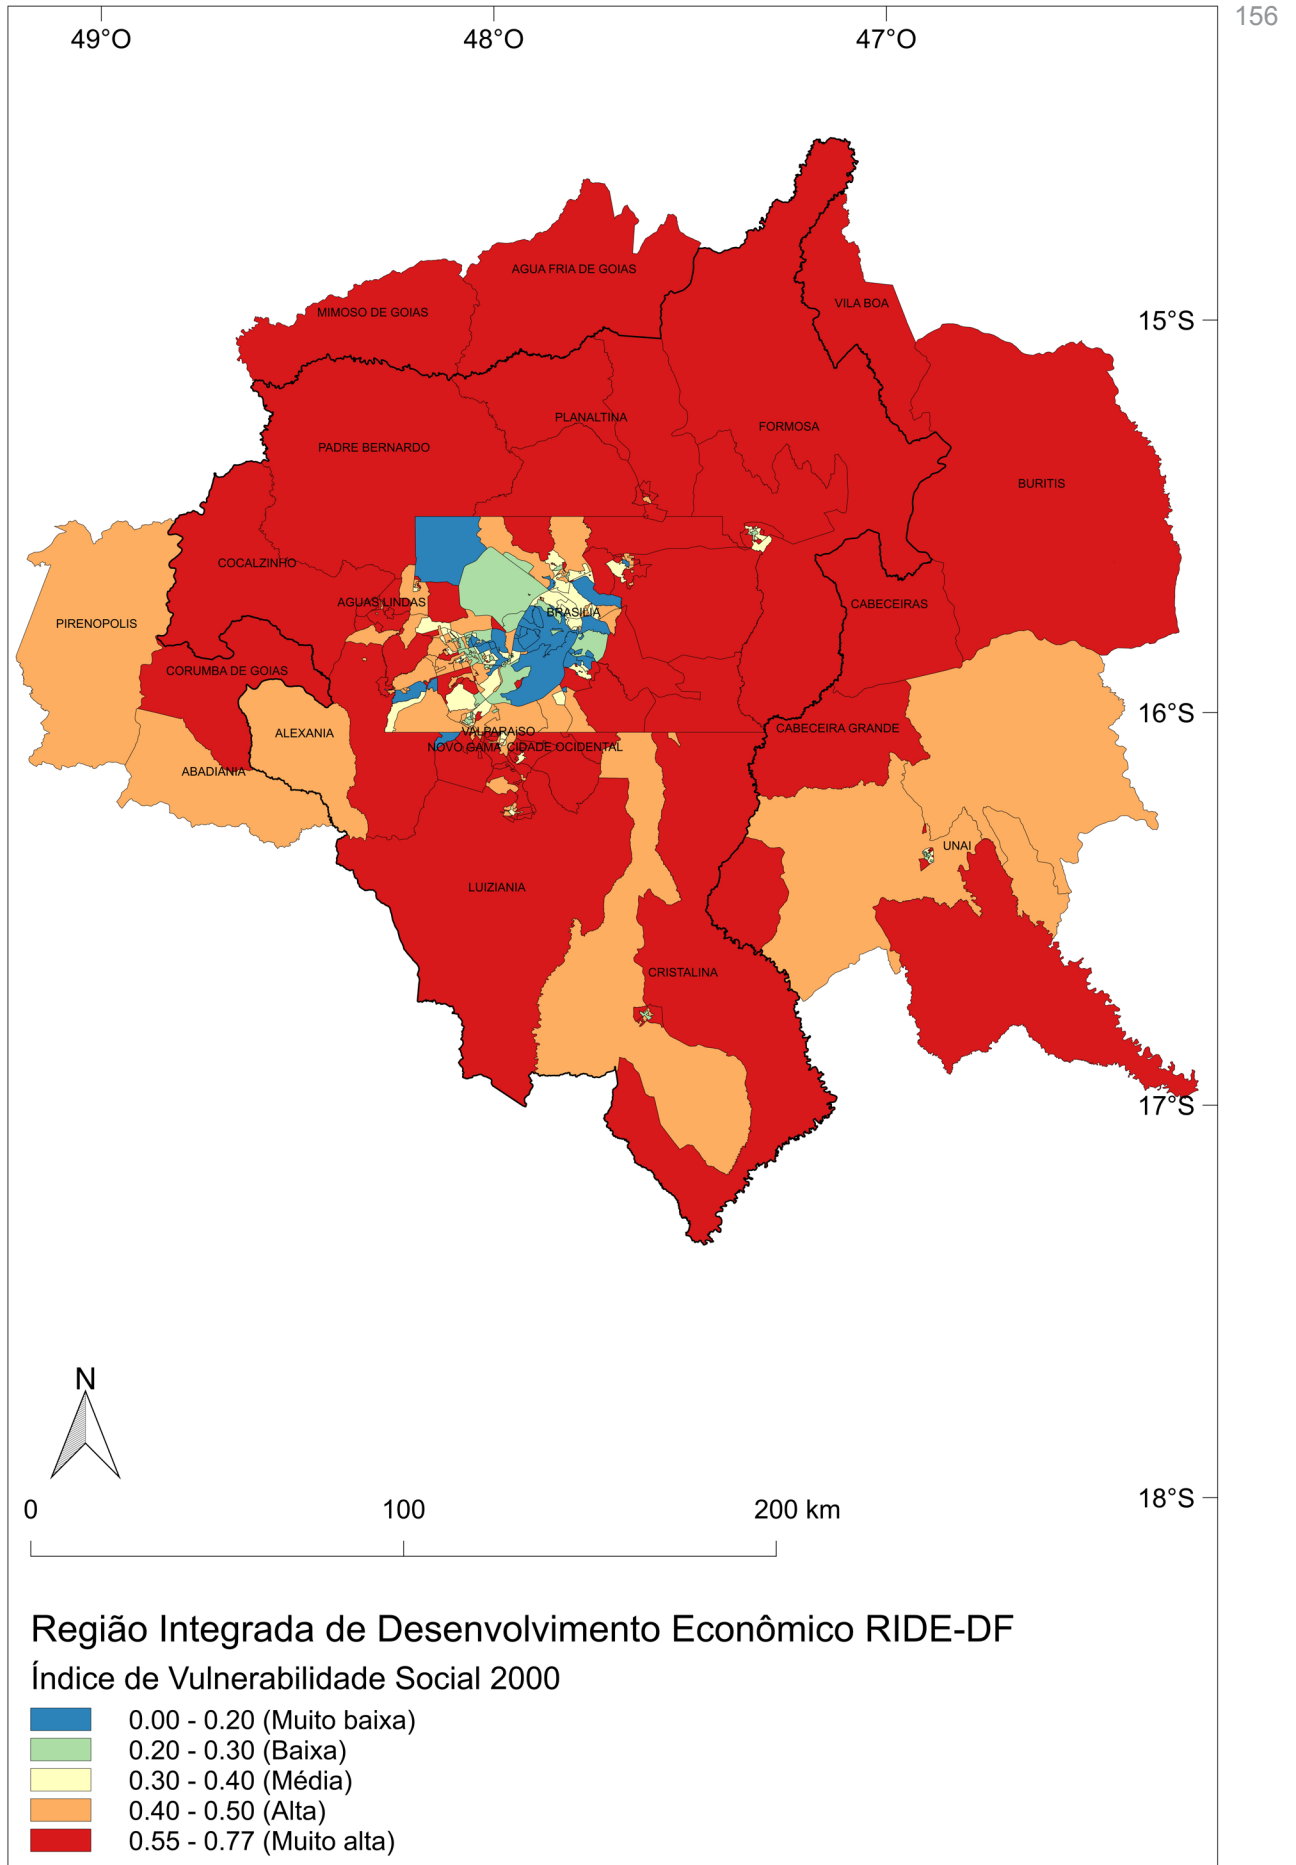 156
49°O 48°O 47°O
AGUA FRIA DE GOIAS
MIMOSO DE GOIAS
VILA BOA
15°S
PLANALTINA
FORMOSA
PADRE BERNARDO
BURITIS
COCALZINHO
AGUAS LINDAS
CABECEIRAS
BRASILIA
PIRENOPOLIS
CORUMBA DE GOIAS
16°S
CABECEIRA GRANDE
ALEXANIA
VALPARAISO
NOVO GAMA CIDADE OCIDENTAL
ABADIANIA
UNAI
LUIZIANIA
CRISTALINA
17°S
N
18°S
0 100 200 km
Região Integrada de Desenvolvimento Econômico RIDE-DF
Índice de Vulnerabilidade Social 2000
0.00 - 0.20 (Muito baixa)
0.20 - 0.30 (Baixa)
0.30 - 0.40 (Média)
0.40 - 0.50 (Alta)
0.55 - 0.77 (Muito alta)